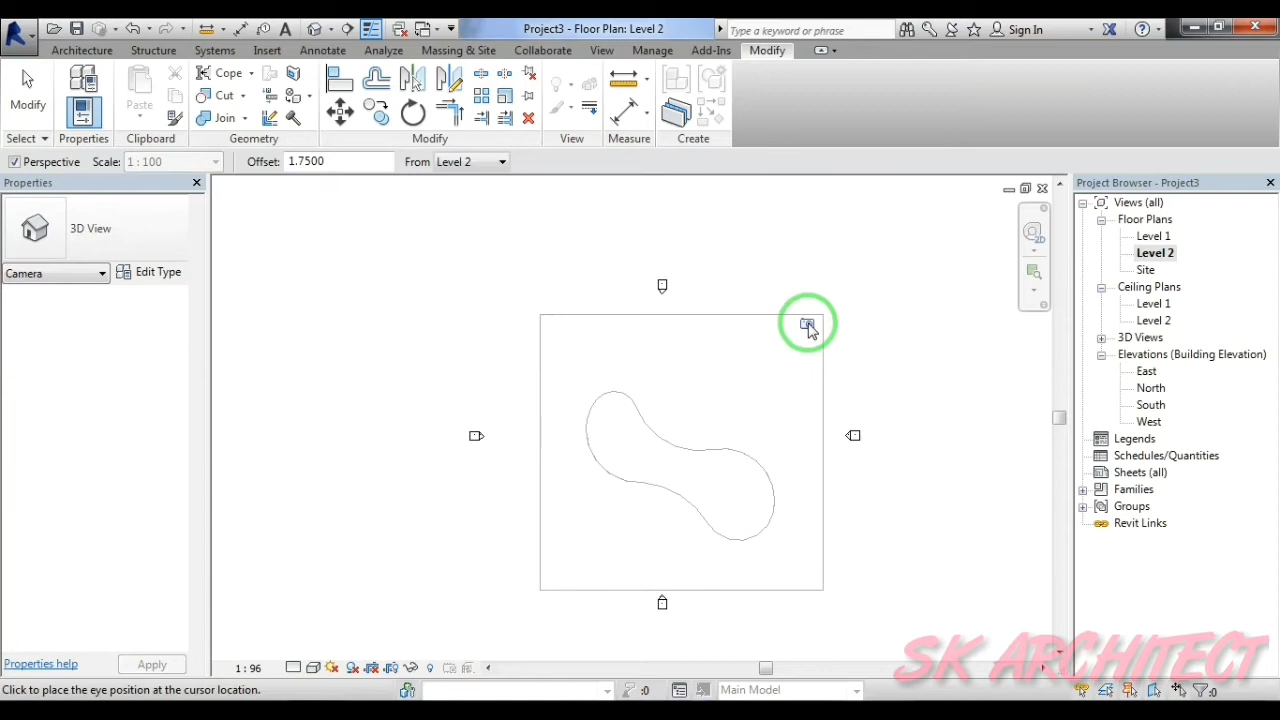 Project3 - Floor Plan: Level 2
Type a keyword or phrase
Sign In
Architecture
Structure
Systems
Insert
Annotate
Analyze
Massing & Site
Collaborate
View
Manage
Add-Ins
Modify
Modify
Paste
Cope
Cut
Join
Select
Properties
Clipboard
Geometry
Modify
View
Measure
Create
Perspective
Scale:
1 : 100
Offset:
1.7500
From
Level 2
Properties
3D View
Camera
Edit Type
Properties help
Apply
2D
Project Browser - Project3
Views (all)
Floor Plans
Level 1
Level 2
Site
Ceiling Plans
Level 1
Level 2
3D Views
Elevations (Building Elevation)
East
North
South
West
Legends
Schedules/Quantities
Sheets (all)
Families
Groups
Revit Links
1 : 96
SK ARCHITECT
Click to place the eye position at the cursor location.
:0
Main Model
:0